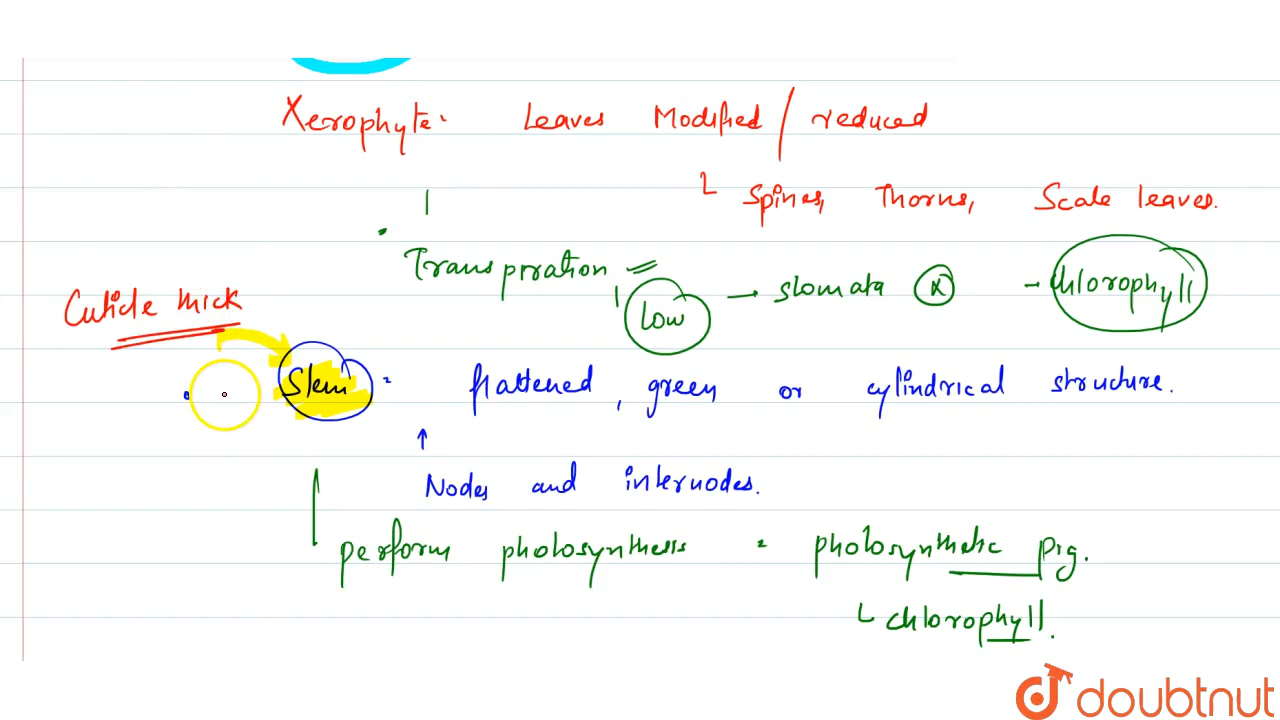 Xerophyte: Leaves Modified / reduced
Spines, Thorns, Scale leaves.
Transpiration = Low → stomata (x) - chlorophyll
Cuticle thick
Stem = flattened, green or cylindrical structure.
↑
Nodes and internodes.
perform photosynthesis = photosynthetic pig.
chlorophyll.
doubtnut